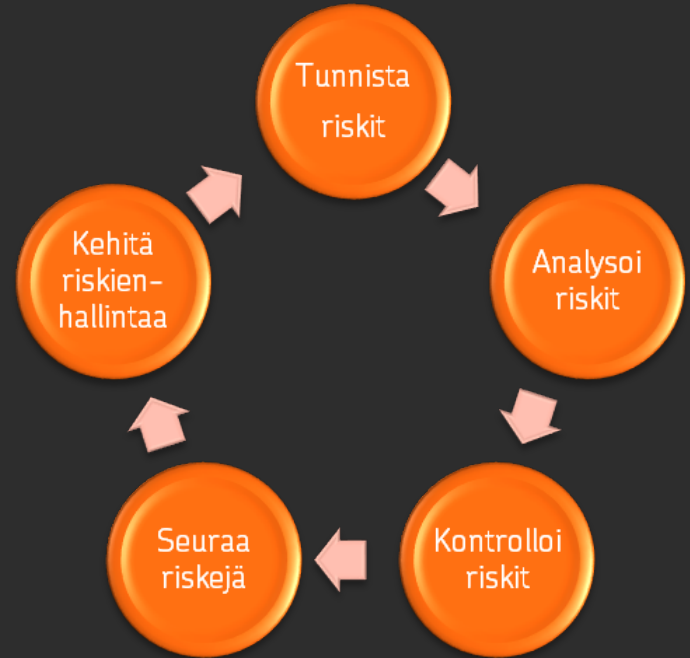 Tunnista
riskit
Analysoi
riskit
Kontrolloi
riskit
Seuraa
riskejä
Kehitä
riskien-
hallintaa